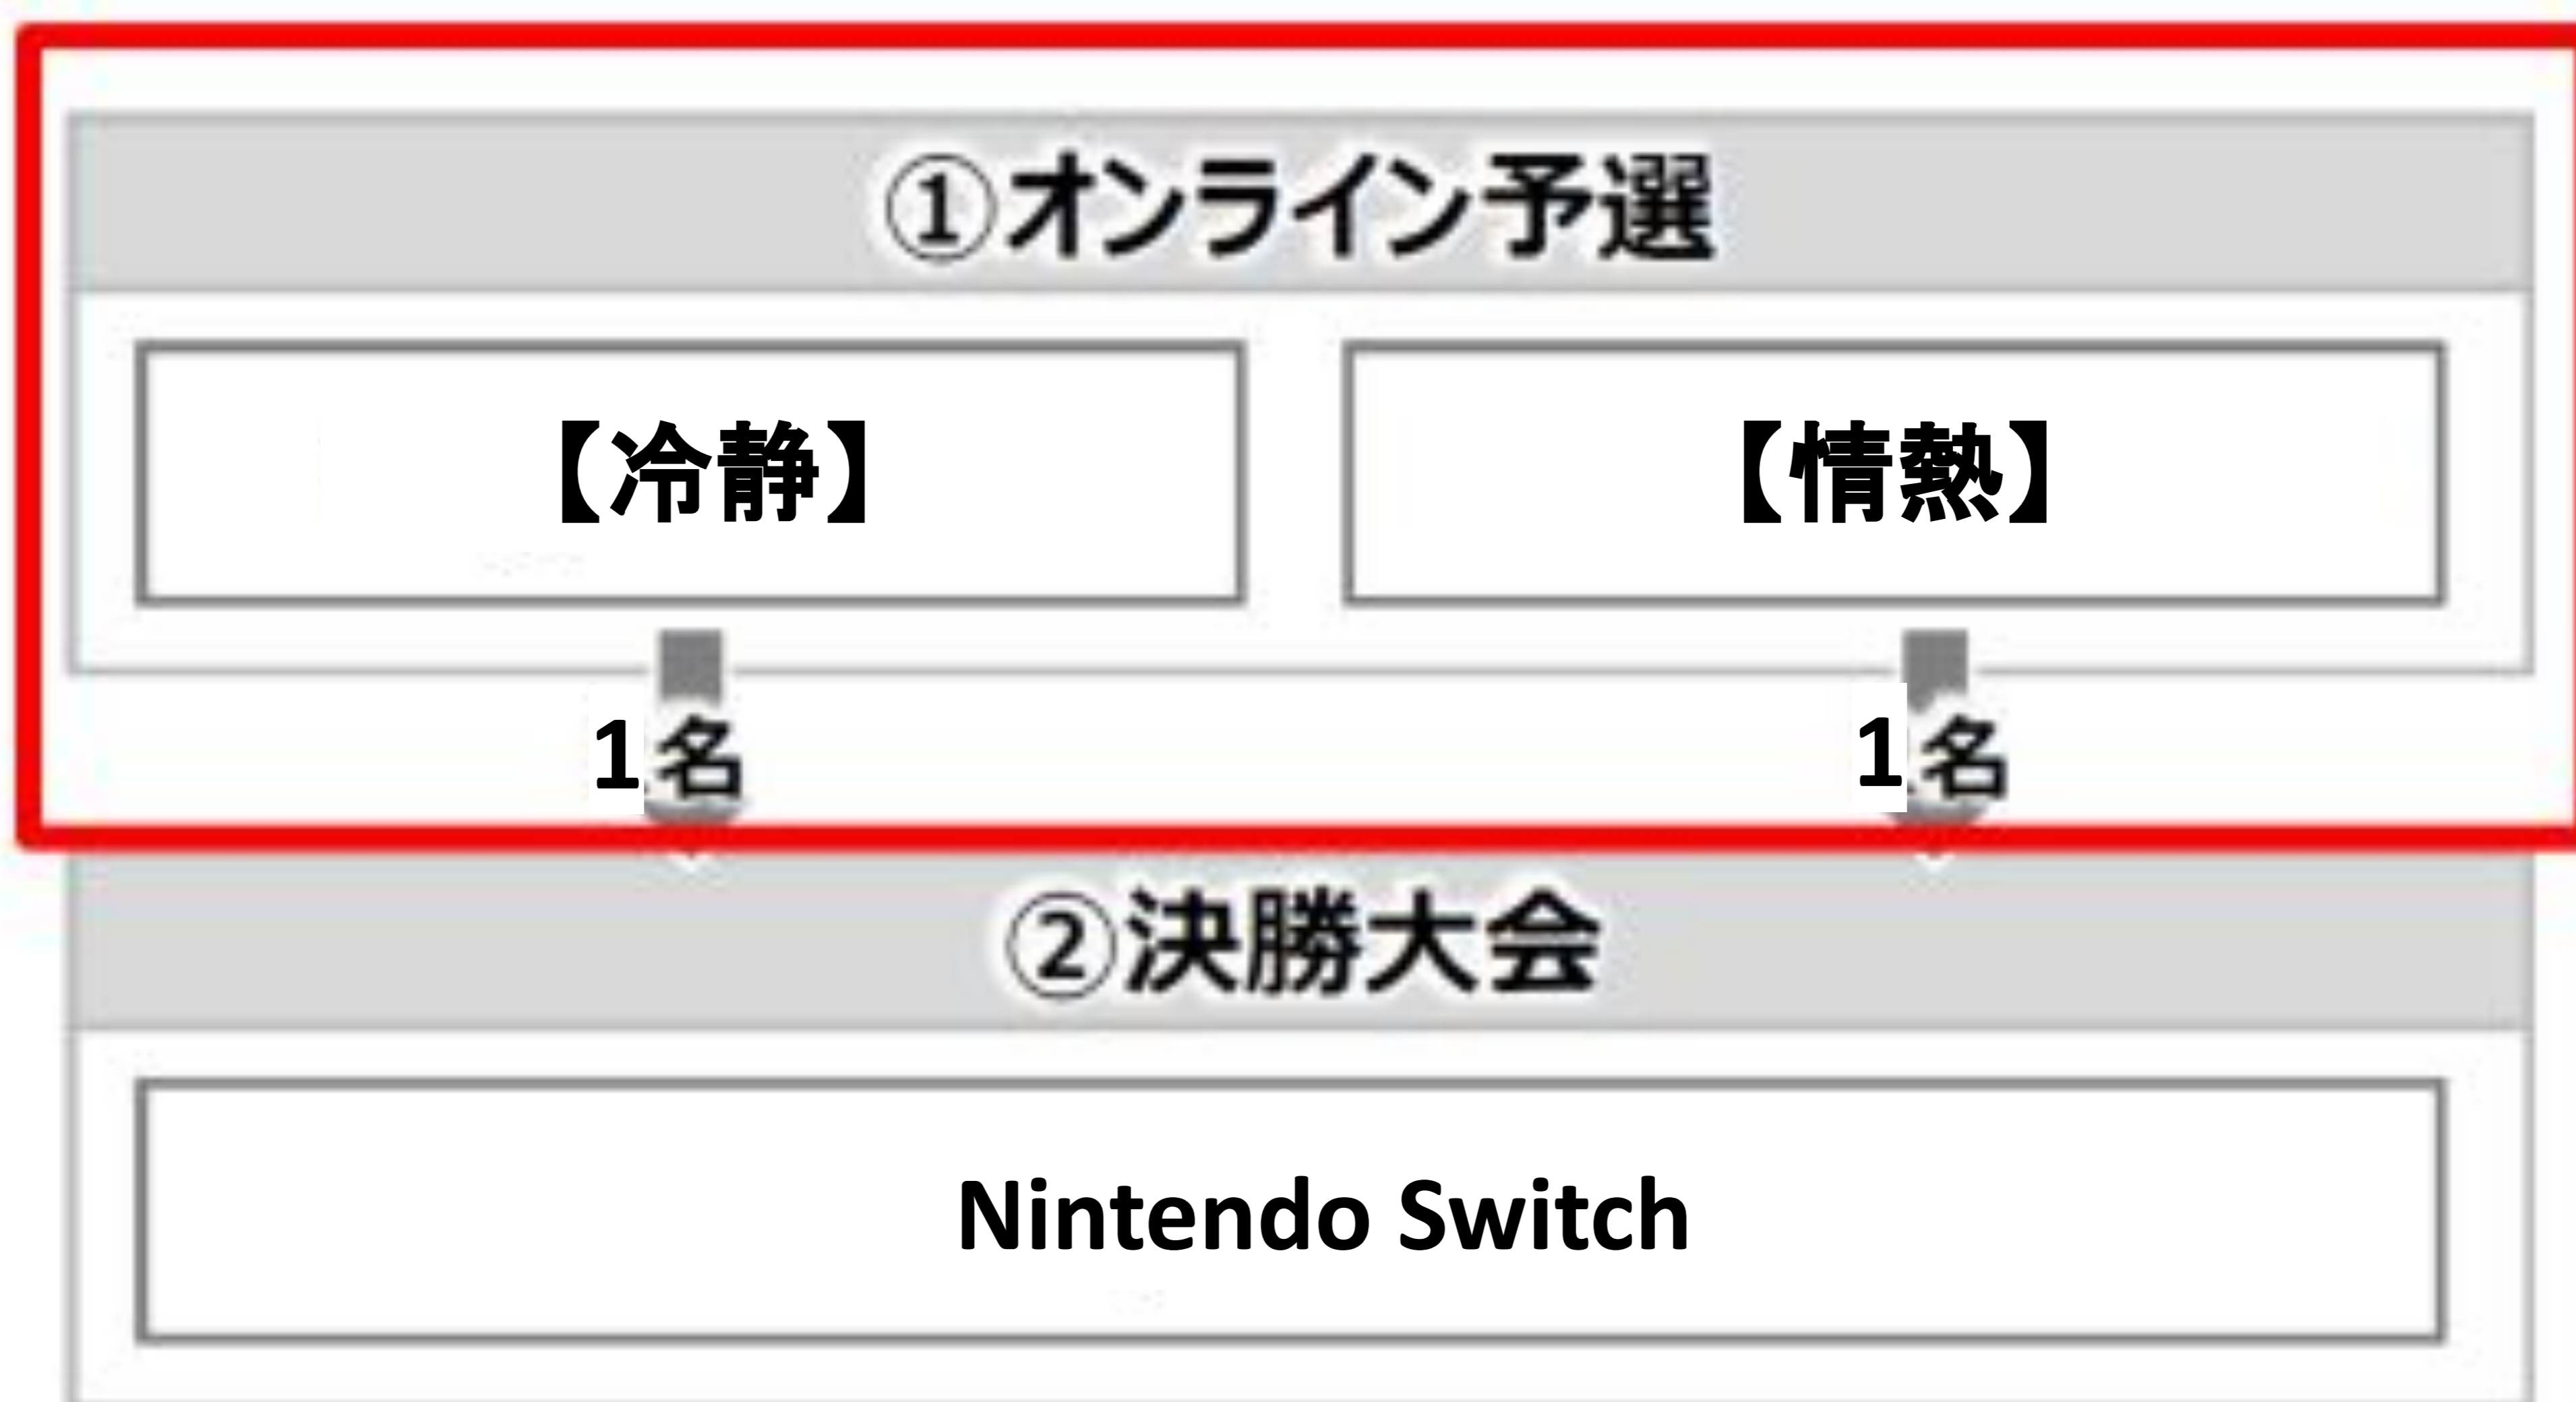 ①オンライン予選
【冷静】 【情熱】
1名 1名
②決勝大会
Nintendo Switch